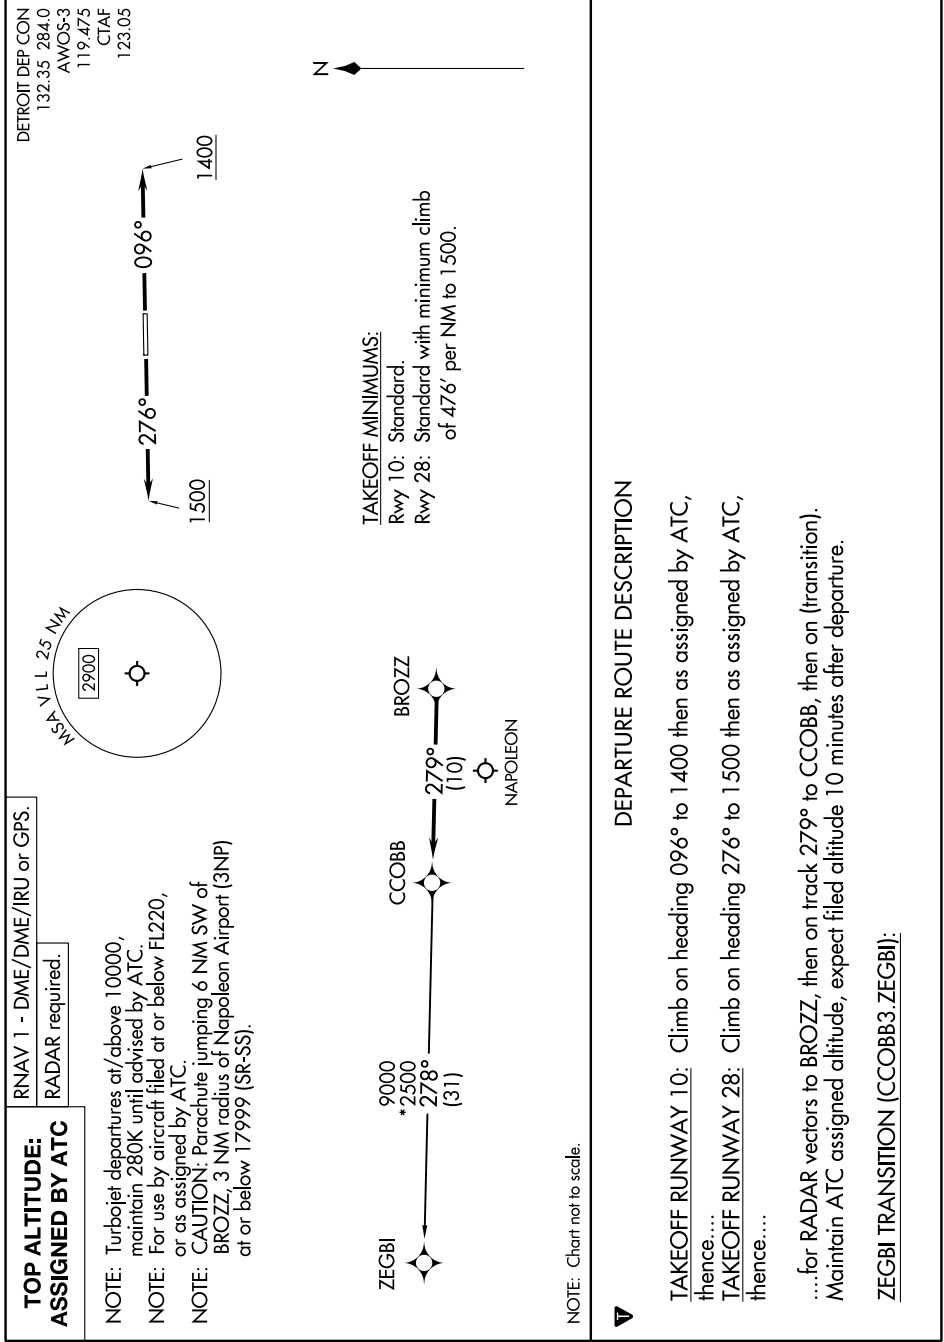 TOP ALTITUDE:
ASSIGNED BY ATC
RNAV 1 - DME/DME/IRU or GPS.
RADAR required.
NOTE: Turbojet departures at/above 10000,
maintain 280K until advised by ATC.
NOTE: For use by aircraft filed at or below FL220,
or as assigned by ATC.
NOTE: CAUTION: Parachute jumping 6 NM SW of
BROZZ, 3 NM radius of Napoleon Airport (3NP)
at or below 17999 (SR-SS).
MSA VLL 25 NM
2900
DETROIT DEP CON
132.35 284.0
AWOS-3
119.475
CTAF
123.05
276°
096°
1500
1400
N
TAKEOFF MINIMUMS:
Rwy 10: Standard.
Rwy 28: Standard with minimum climb
of 476' per NM to 1500.
ZEGBI
9000
*2500
278°
(31)
CCOBB
279°
(10)
BROZZ
NAPOLEON
NOTE: Chart not to scale.
T
DEPARTURE ROUTE DESCRIPTION
TAKEOFF RUNWAY 10: Climb on heading 096° to 1400 then as assigned by ATC,
thence....
TAKEOFF RUNWAY 28: Climb on heading 276° to 1500 then as assigned by ATC,
thence....
....for RADAR vectors to BROZZ, then on track 279° to CCOBB, then on (transition).
Maintain ATC assigned altitude, expect filed altitude 10 minutes after departure.
ZEGBI TRANSITION (CCOBB3.ZEGBI):